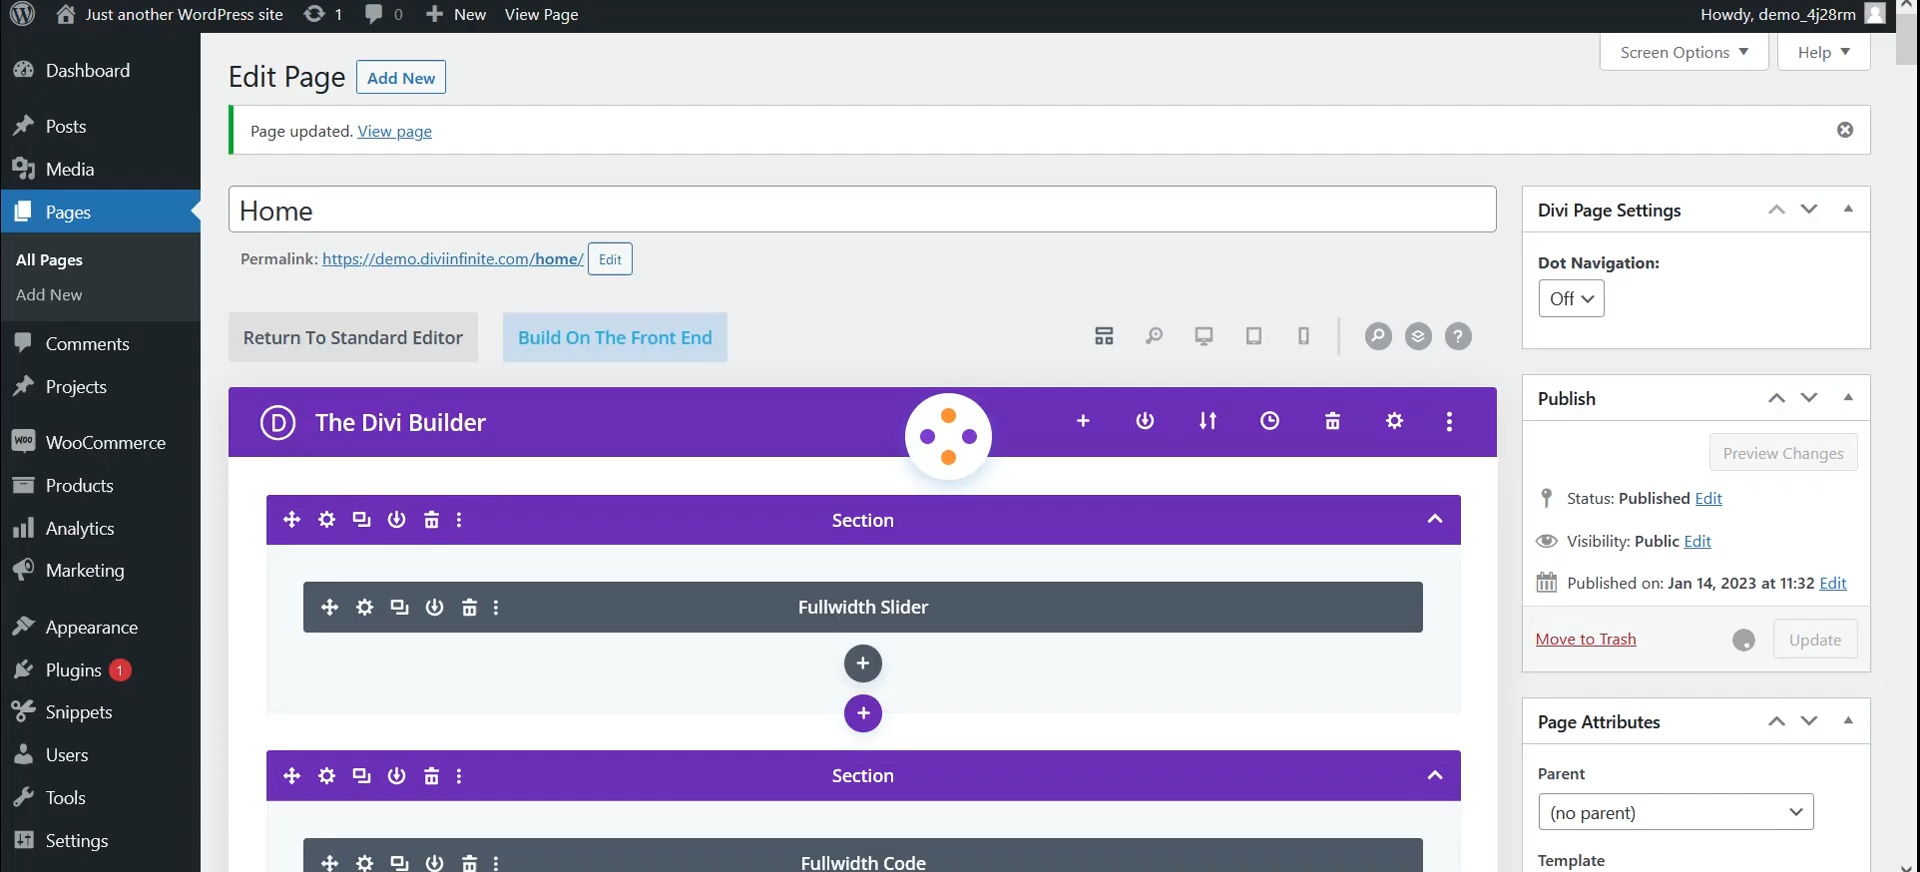 Just another WordPress site 1 0 New View Page Howdy, demo_4j28rm
Screen Options Help
Dashboard
Posts
Media
Pages
All Pages
Add New
Comments
Projects
WOO WooCommerce
Products
Analytics
Marketing
Appearance
Plugins 1
Snippets
Users
Tools
Settings
Edit Page Add New
Page updated. View page
Home
Permalink: https://demo.diviinfinite.com/home/ Edit
Return To Standard Editor Build On The Front End
?
D The Divi Builder
Section
Fullwidth Slider
Section
Fullwidth Code
Divi Page Settings
Dot Navigation:
Off
Publish
Preview Changes
Status: Published Edit
Visibility: Public Edit
Published on: Jan 14, 2023 at 11:32 Edit
Move to Trash Update
Page Attributes
Parent
(no parent)
Template